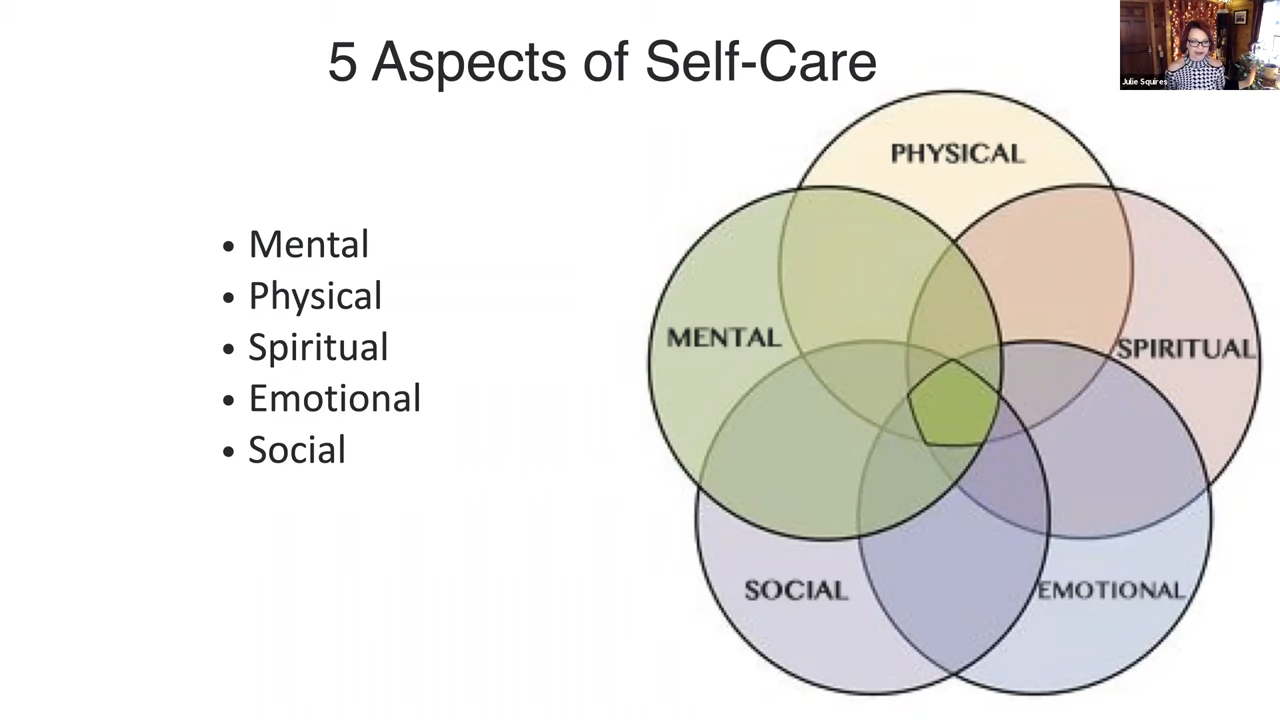 5 Aspects of Self-Care
Julie Squires
• Mental
• Physical
• Spiritual
• Emotional
• Social
PHYSICAL
MENTAL
SPIRITUAL
SOCIAL
EMOTIONAL